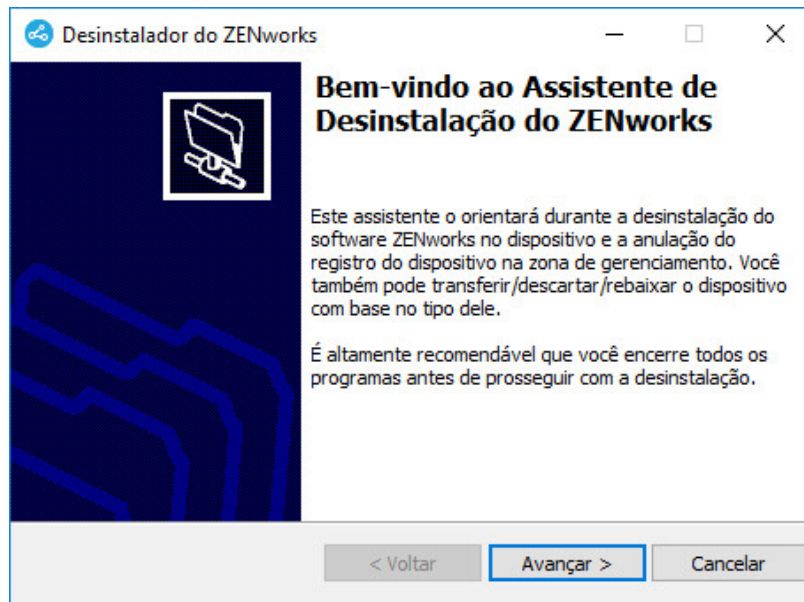 Desinstalador do ZENworks
Bem-vindo ao Assistente de
Desinstalação do ZENworks
Este assistente o orientará durante a desinstalação do
software ZENworks no dispositivo e a anulação do
registro do dispositivo na zona de gerenciamento. Você
também pode transferir/descartar/rebaixar o dispositivo
com base no tipo dele.
É altamente recomendável que você encerre todos os
programas antes de prosseguir com a desinstalação.
< Voltar
Avançar >
Cancelar